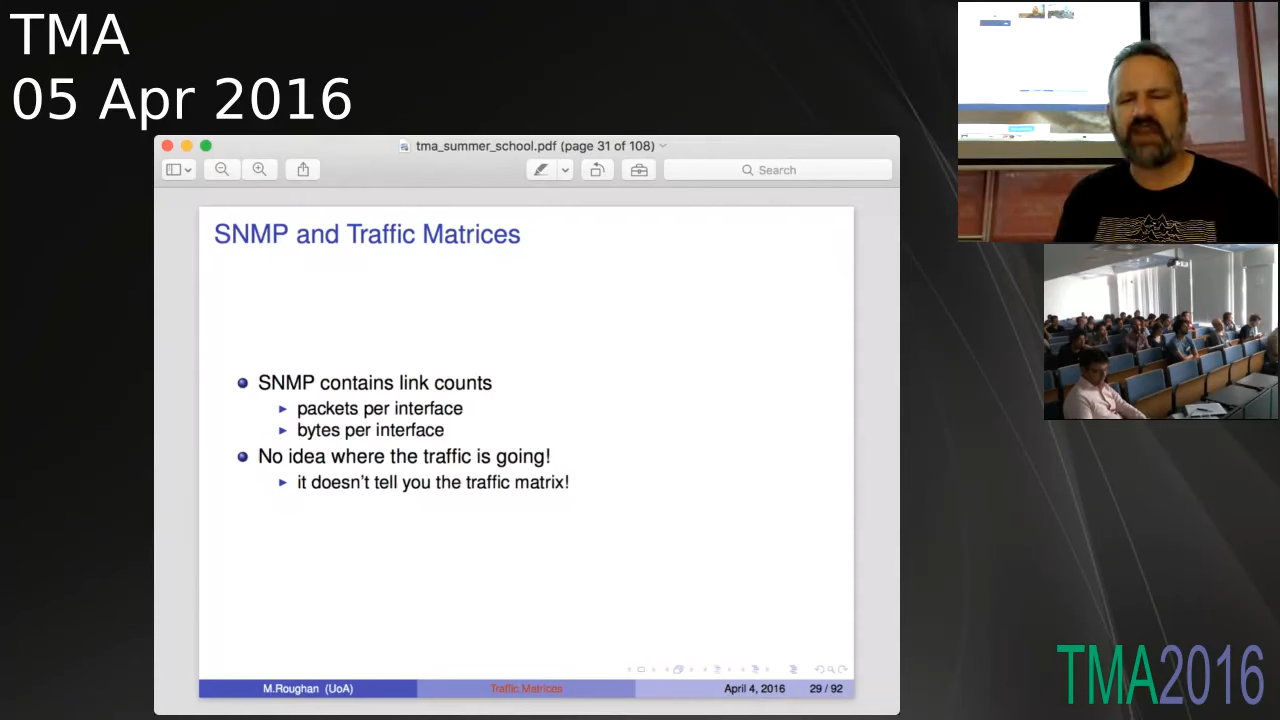 TMA
05 Apr 2016
tma_summer_school.pdf (page 31 of 108)
Search
SNMP and Traffic Matrices
SNMP contains link counts
packets per interface
bytes per interface
No idea where the traffic is going!
it doesn't tell you the traffic matrix!
M.Roughan (UoA)
Traffic Matrices
April 4, 2016
29 / 92
TMA2016